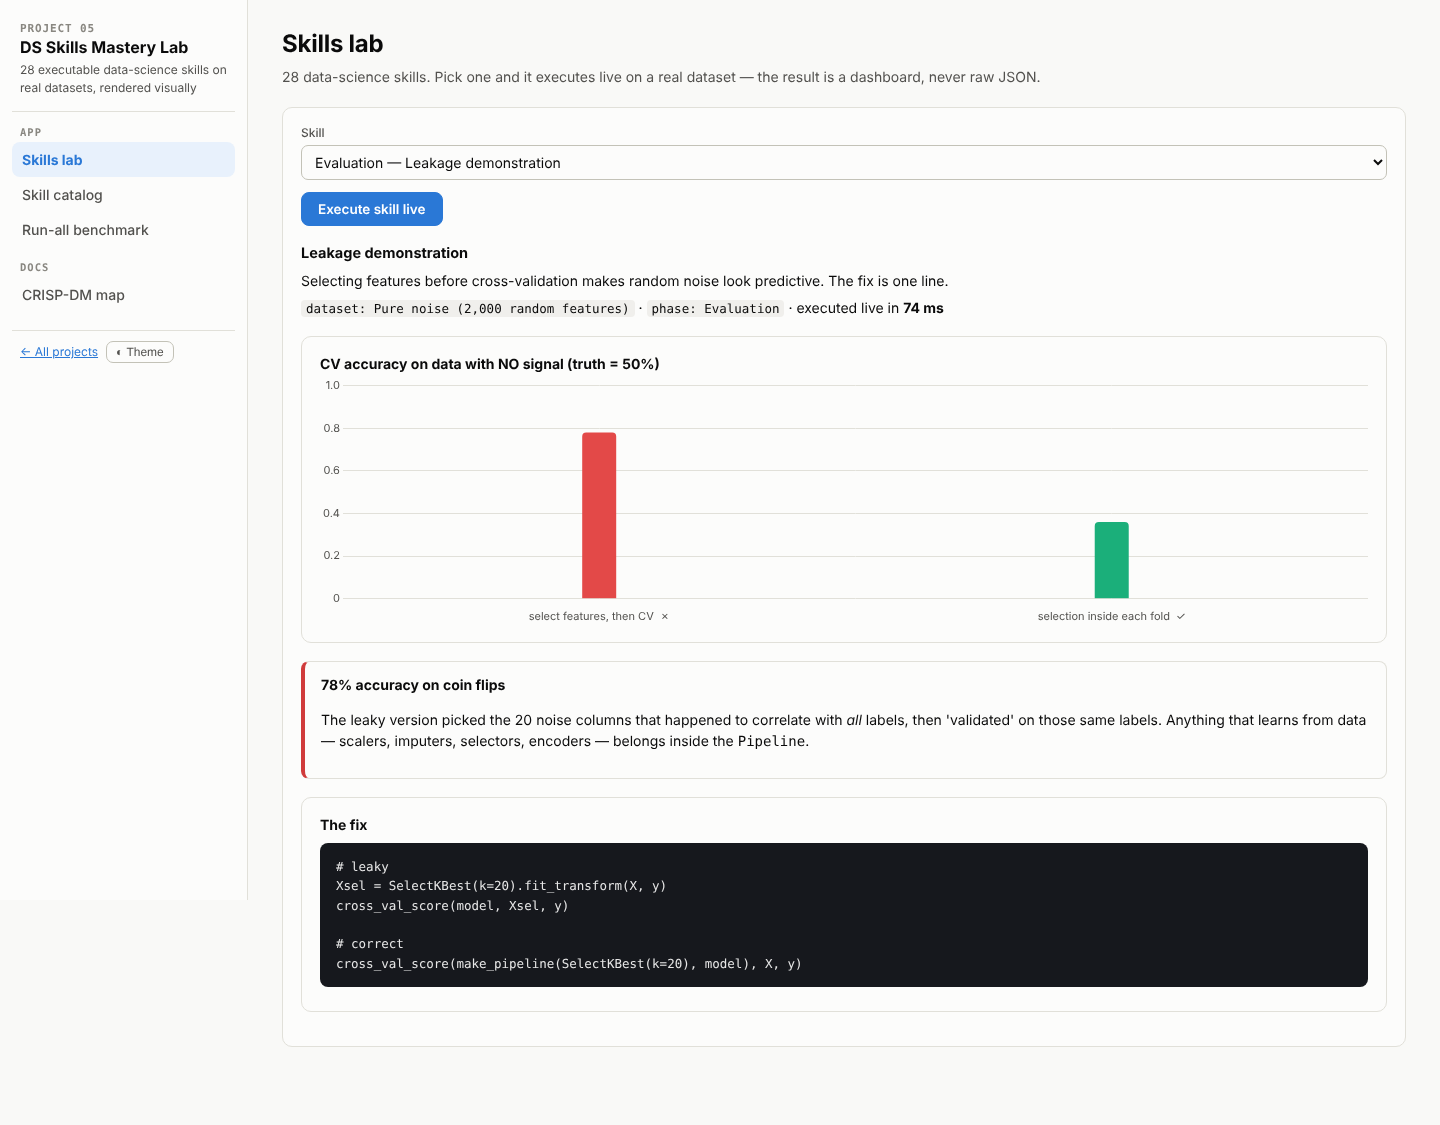 PROJECT 05
DS Skills Mastery Lab
28 executable data-science skills on
real datasets, rendered visually
APP
Skills lab
Skill catalog
Run-all benchmark
DOCS
CRISP-DM map
← All projects
◖ Theme
Skills lab
28 data-science skills. Pick one and it executes live on a real dataset — the result is a dashboard, never raw JSON.
Skill
Evaluation — Leakage demonstration
Execute skill live
Leakage demonstration
Selecting features before cross-validation makes random noise look predictive. The fix is one line.
dataset: Pure noise (2,000 random features) · phase: Evaluation · executed live in 74 ms
CV accuracy on data with NO signal (truth = 50%)
1.0
0.8
0.6
0.4
0.2
0
select features, then CV ×
selection inside each fold ✓
78% accuracy on coin flips
The leaky version picked the 20 noise columns that happened to correlate with all labels, then 'validated' on those same labels. Anything that learns from data
— scalers, imputers, selectors, encoders — belongs inside the Pipeline.
The fix
# leaky
Xsel = SelectKBest(k=20).fit_transform(X, y)
cross_val_score(model, Xsel, y)
# correct
cross_val_score(make_pipeline(SelectKBest(k=20), model), X, y)